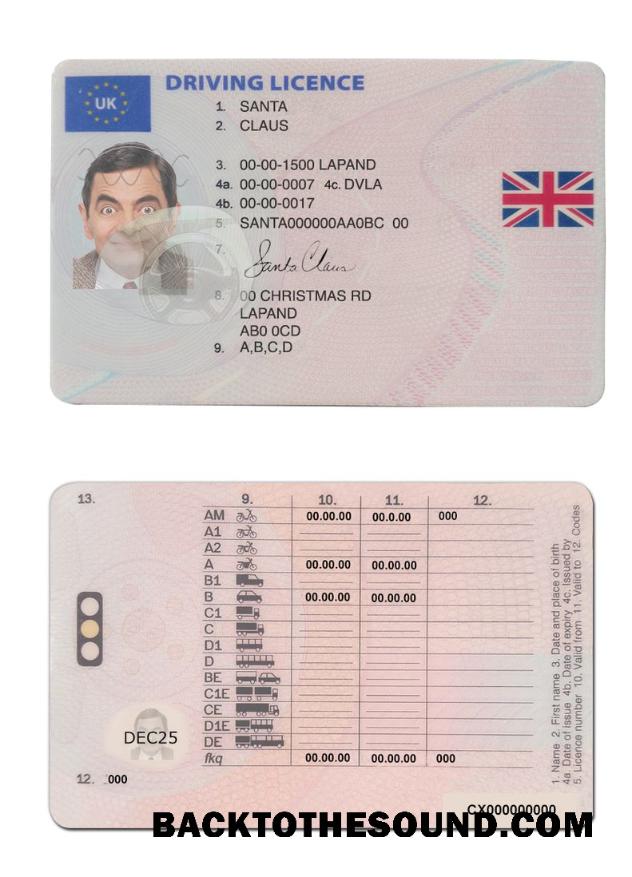 UK
DRIVING LICENCE
1. SANTA
2. CLAUS
3. 00-00-1500 LAPAND
4a. 00-00-0007 4c. DVLA
4b. 00-00-0017
5. SANTA000000AA0BC 00
7. Santa Claus
8. 00 CHRISTMAS RD
LAPAND
AB0 0CD
9. A,B,C,D
13. 9. 10. 11. 12.
AM 00.00.00 00.0.00 000
A1
A2
A 00.00.00 00.00.00
B1
B 00.00.00 00.00.00
C1
C
D1
D
BE
C1E
CE
D1E
DE
fkq 00.00.00 00.00.00 000
DEC25
12. 000
1. Name 2. First name 3. Date and place of birth
4a. Date of issue 4b. Date of expiry 4c. Issued by
5. Licence number 10. Valid from 11. Valid to 12. Codes
CX000000000
BACKTOTHESOUND.COM